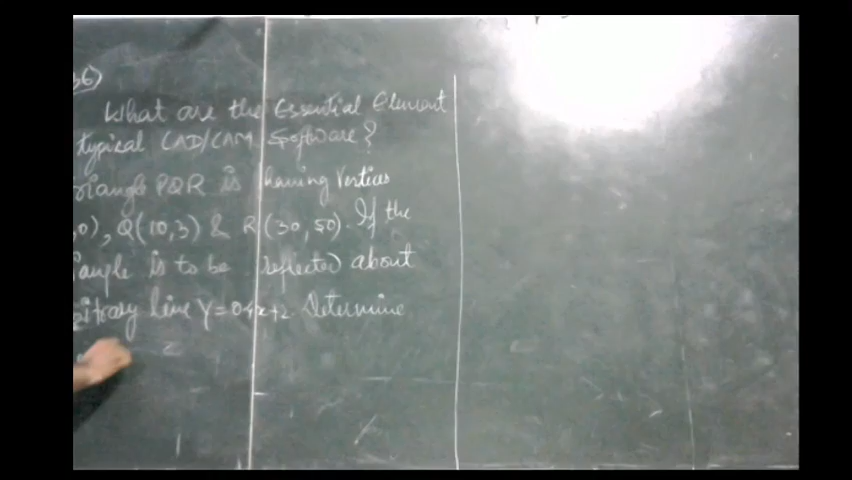 36)
What are the Essential Element
typical CAD/CAM Software?
riangle PQR is having Vertices
,0), Q(10,3) & R(30,50). If the
angle is to be reflected about
bitrary line Y=0.4x+2. Determine